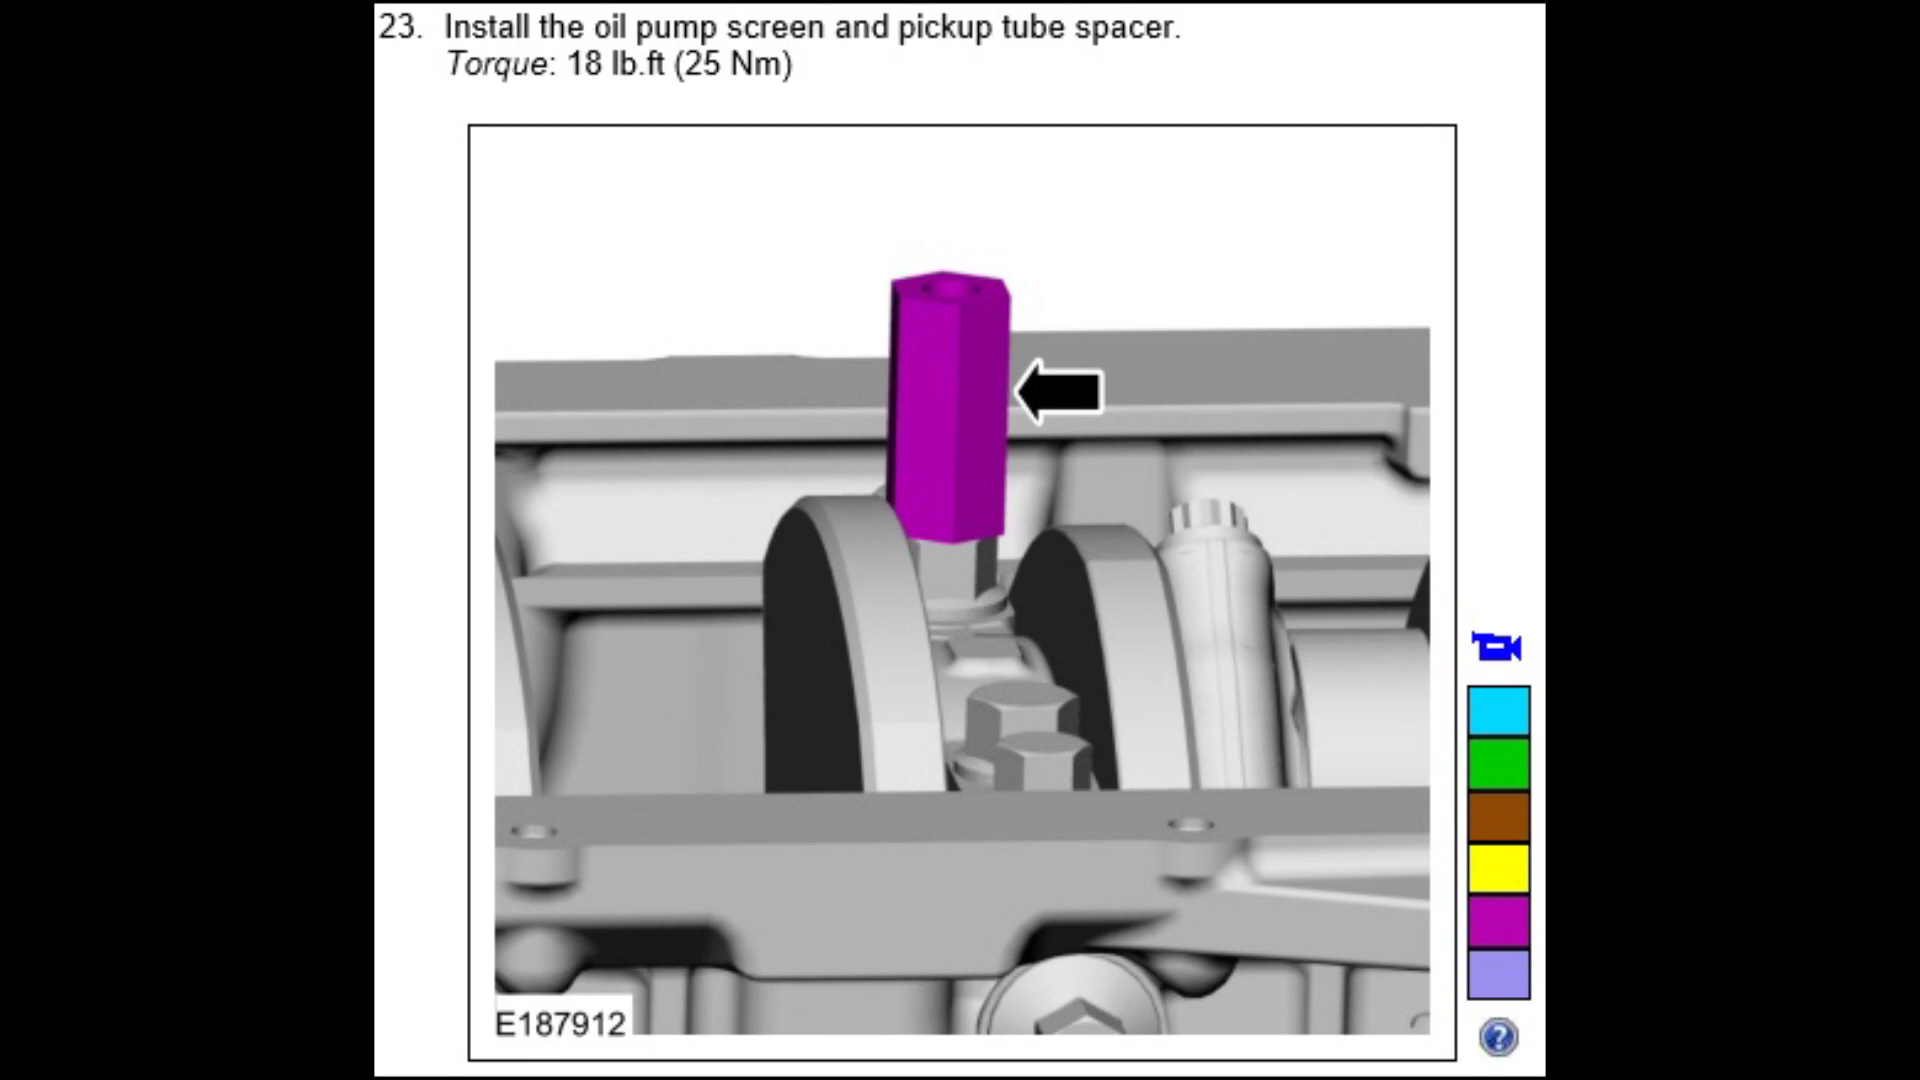 23. Install the oil pump screen and pickup tube spacer.
Torque: 18 lb.ft (25 Nm)
E187912